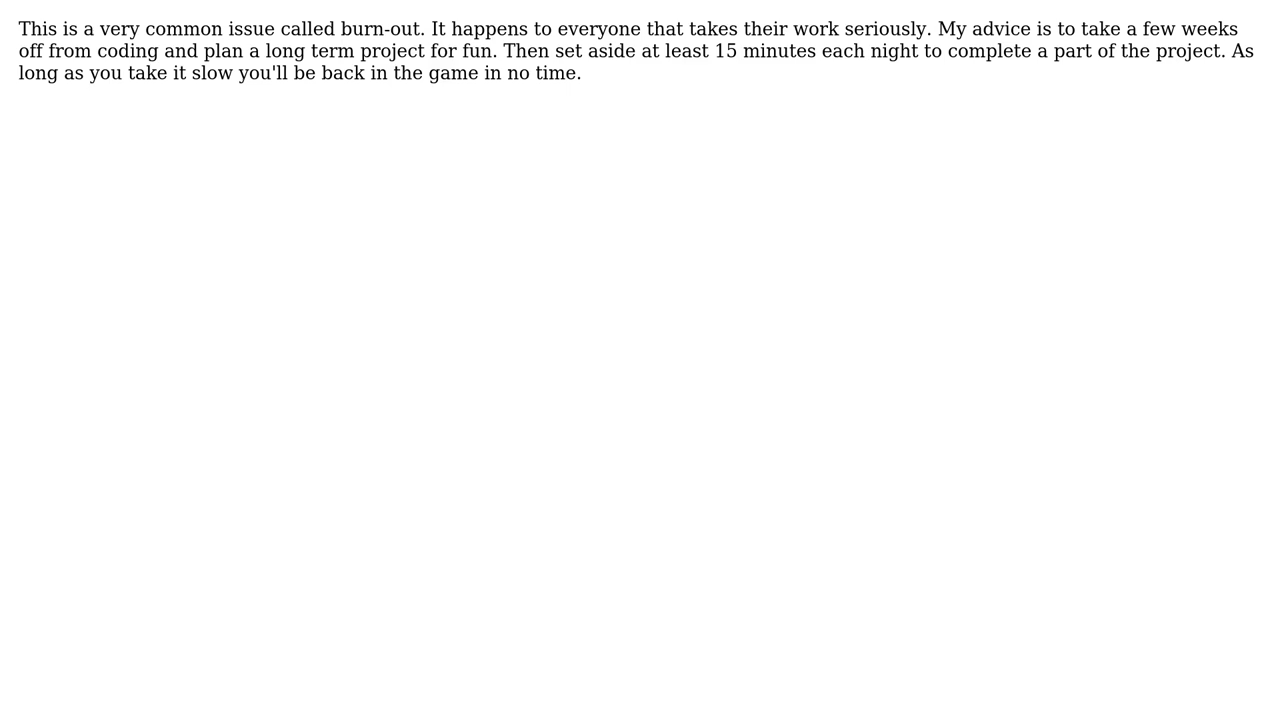 This is a very common issue called burn-out. It happens to everyone that takes their work seriously. My advice is to take a few weeks
off from coding and plan a long term project for fun. Then set aside at least 15 minutes each night to complete a part of the project. As
long as you take it slow you'll be back in the game in no time.